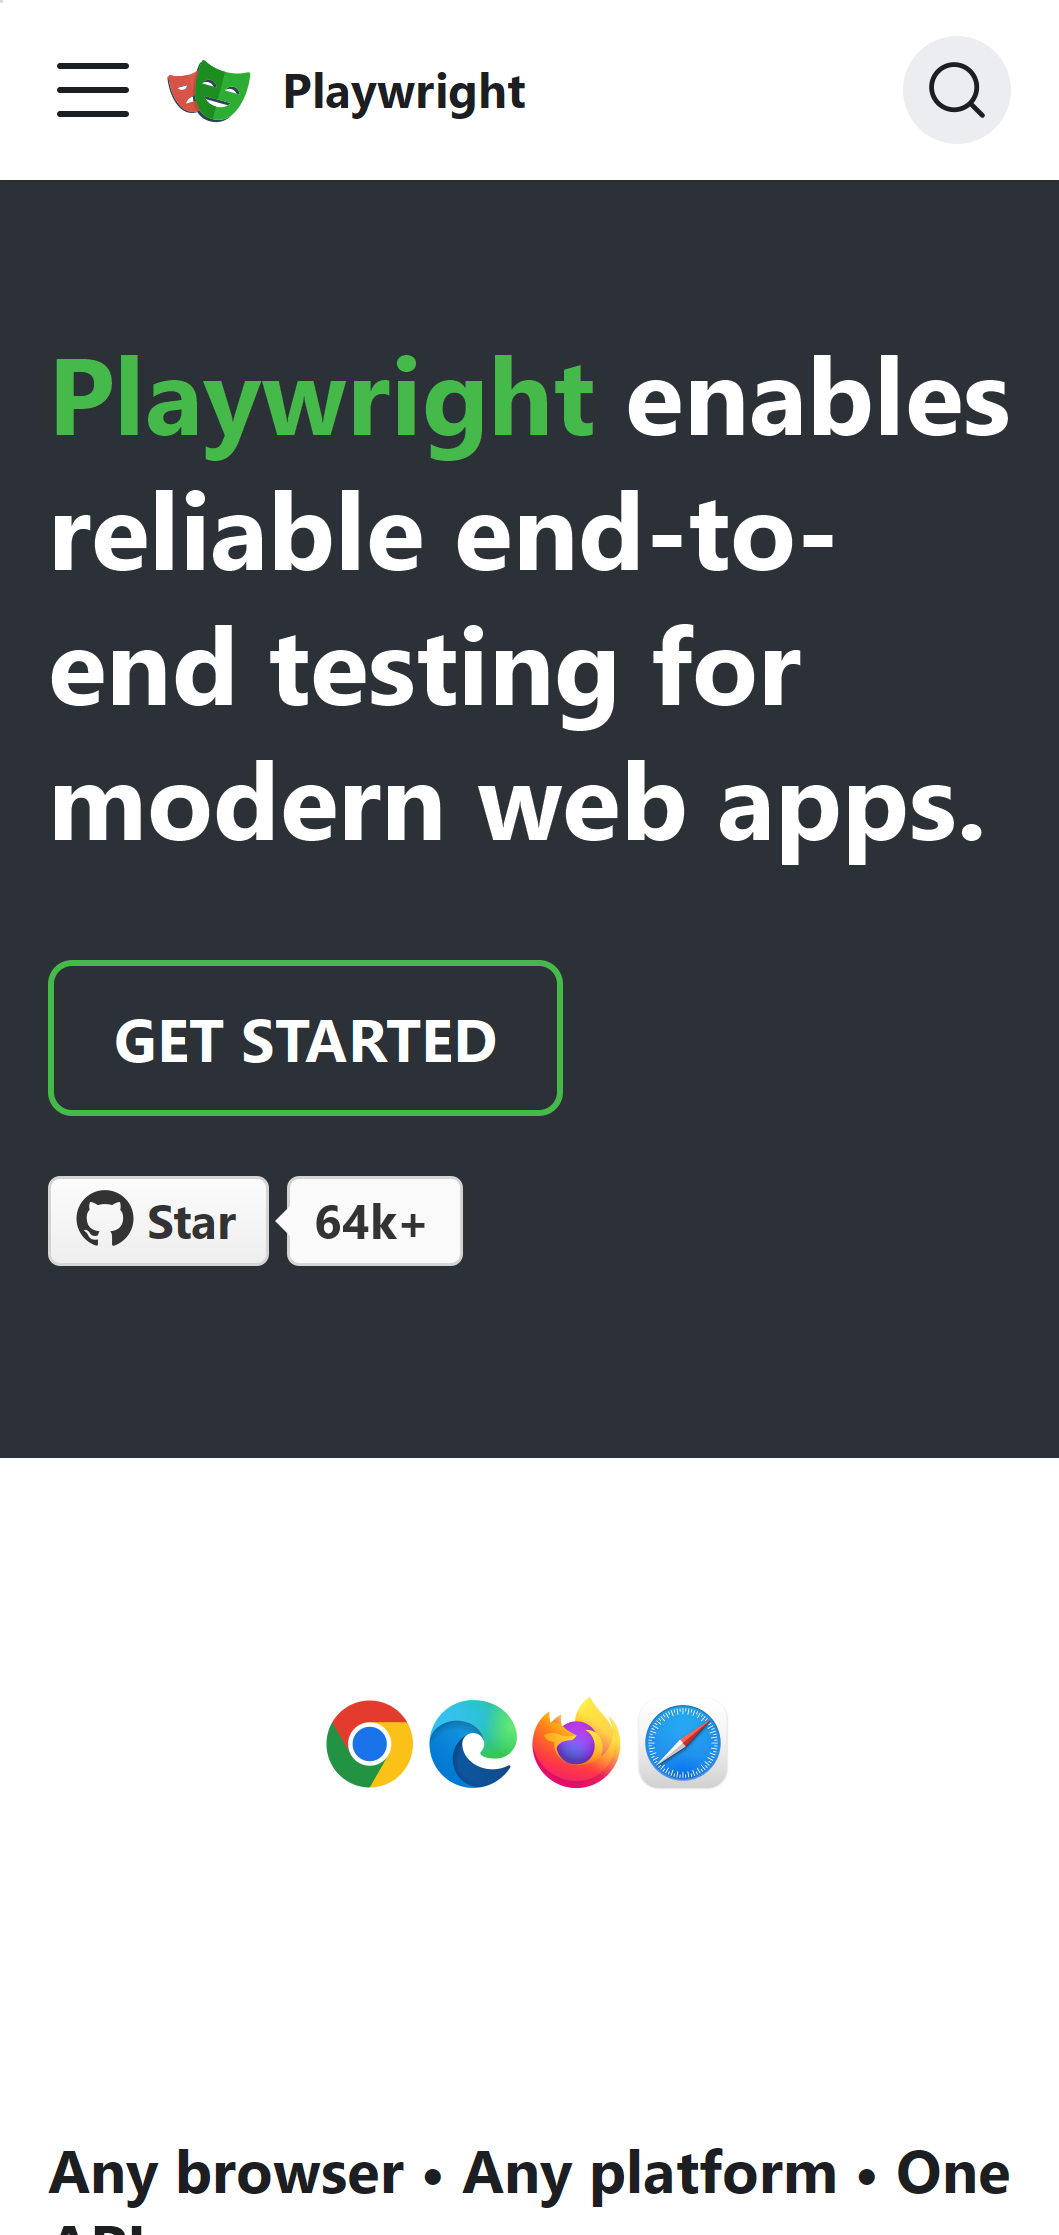 Playwright
Playwright enables
reliable end-to-
end testing for
modern web apps.
GET STARTED
Star 64k+
Any browser • Any platform • One
API